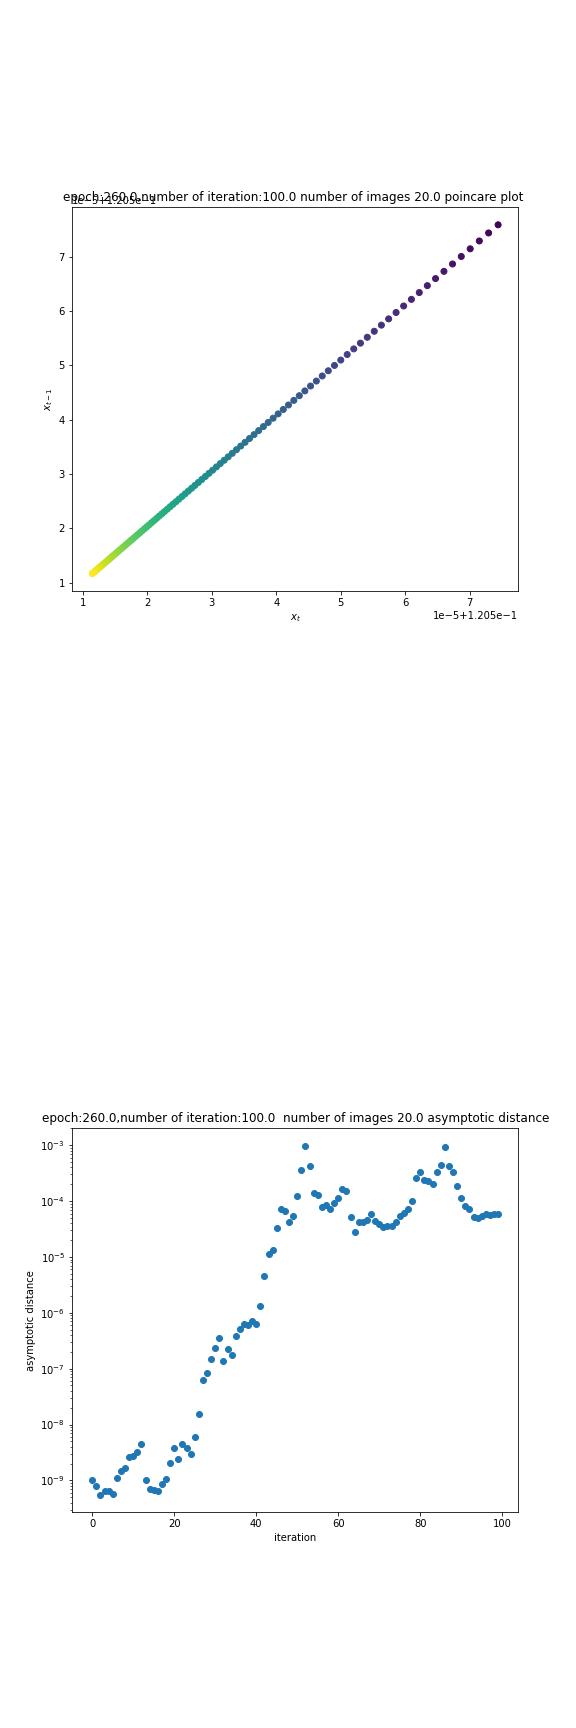 epoch:260.0,number of iteration:100.0 number of images 20.0 poincare plot
1e−5+1.205e−1
7
6
5
4
3
2
1
x_{t−1}
1 2 3 4 5 6 7
x_t
1e−5+1.205e−1
epoch:260.0,number of iteration:100.0  number of images 20.0 asymptotic distance
10^{−3}
10^{−4}
10^{−5}
10^{−6}
10^{−7}
10^{−8}
10^{−9}
asymptotic distance
0 20 40 60 80 100
iteration